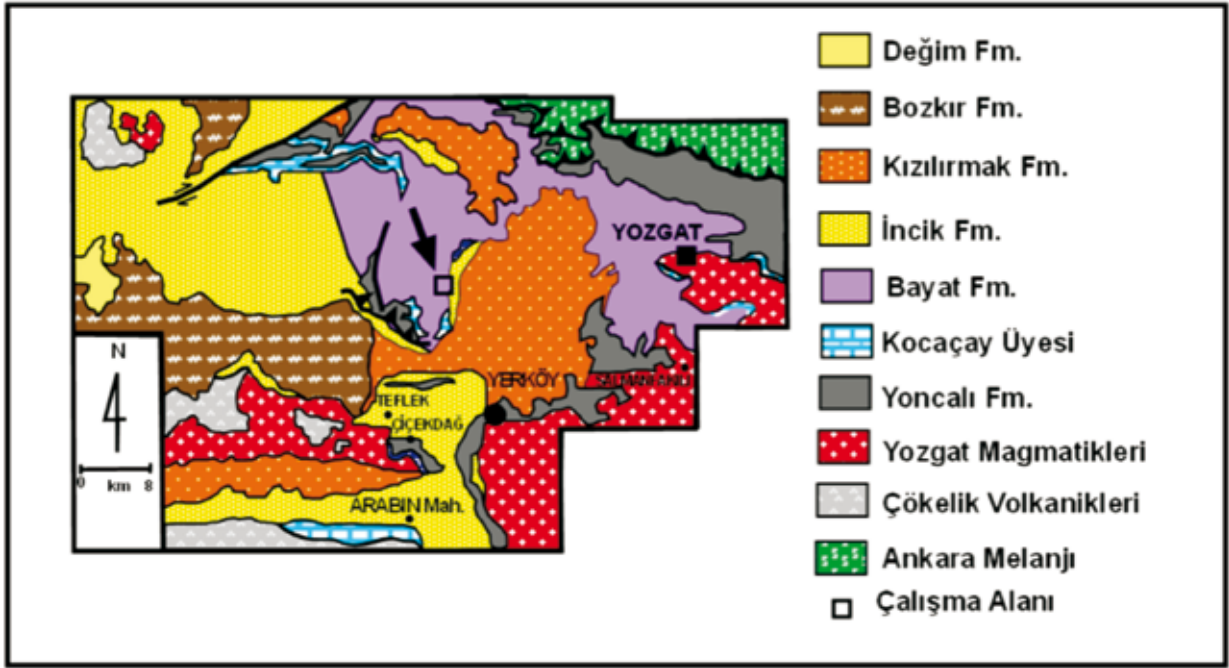 Değim Fm.
Bozkır Fm.
Kızılırmak Fm.
İncik Fm.
Bayat Fm.
Kocaçay Üyesi
Yoncalı Fm.
Yozgat Magmatikleri
Çökelik Volkanikleri
Ankara Melanjı
Çalışma Alanı
YOZGAT
N
0 km 8
YERKÖY
TEFLEK
ÇİÇEKDAĞ
ARABIN Mah.